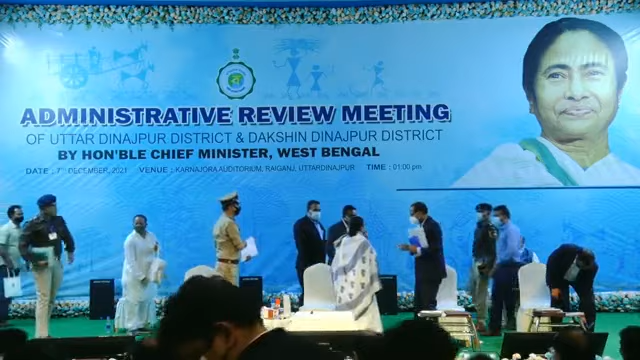 ADMINISTRATIVE REVIEW MEETING
OF UTTAR DINAJPUR DISTRICT & DAKSHIN DINAJPUR DISTRICT
BY HON'BLE CHIEF MINISTER, WEST BENGAL
DATE : 7TH DECEMBER, 2021 VENUE : KARNAJORA AUDITORIUM, RAIGANJ, UTTARDINAJPUR TIME : 01:00 pm